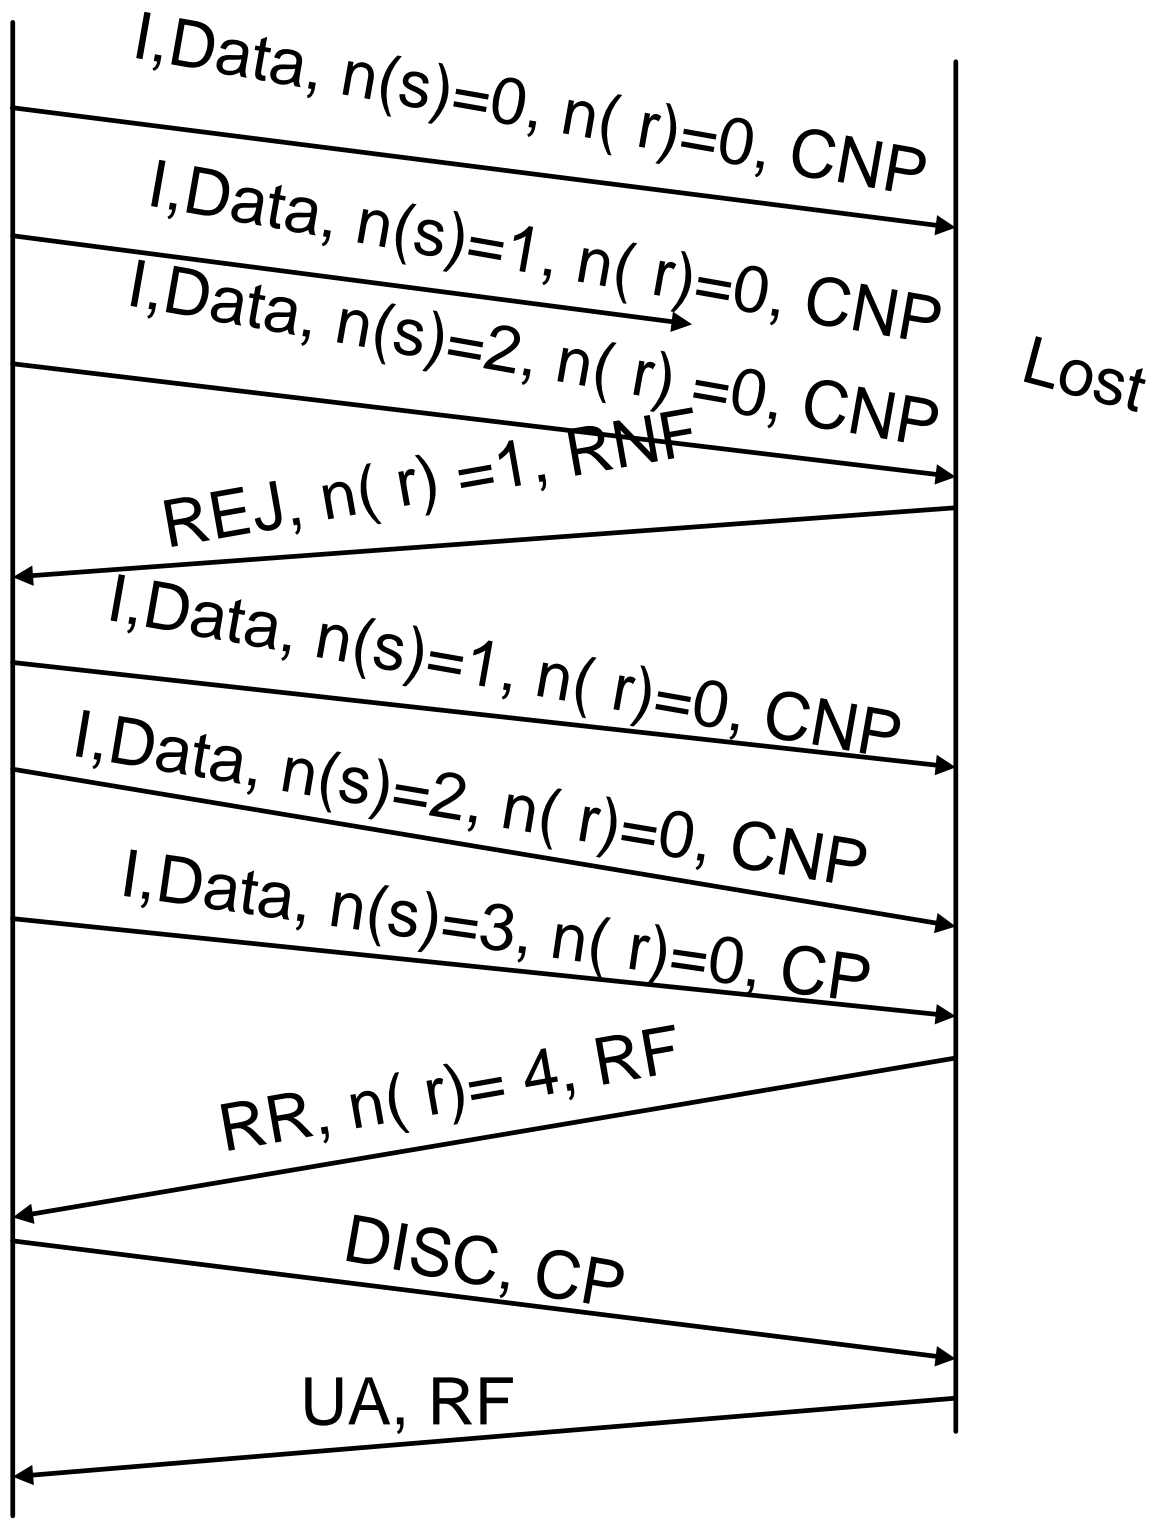 I,Data, n(s)=0, n( r)=0, CNP
I,Data, n(s)=1, n( r)=0, CNP
I,Data, n(s)=2, n( r) =0, CNP
Lost
REJ, n( r) =1, RNF
I,Data, n(s)=1, n( r)=0, CNP
I,Data, n(s)=2, n( r)=0, CNP
I,Data, n(s)=3, n( r)=0, CP
RR, n( r)= 4, RF
DISC, CP
UA, RF